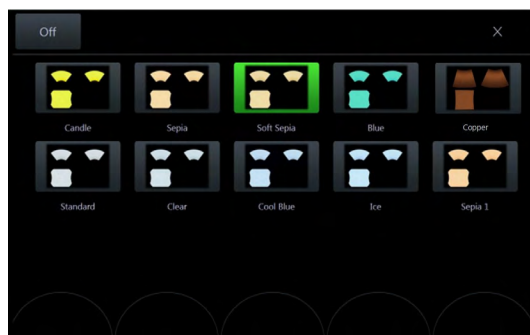 Off
X
Candle
Sepia
Soft Sepia
Blue
Copper
Standard
Clear
Cool Blue
Ice
Sepia 1